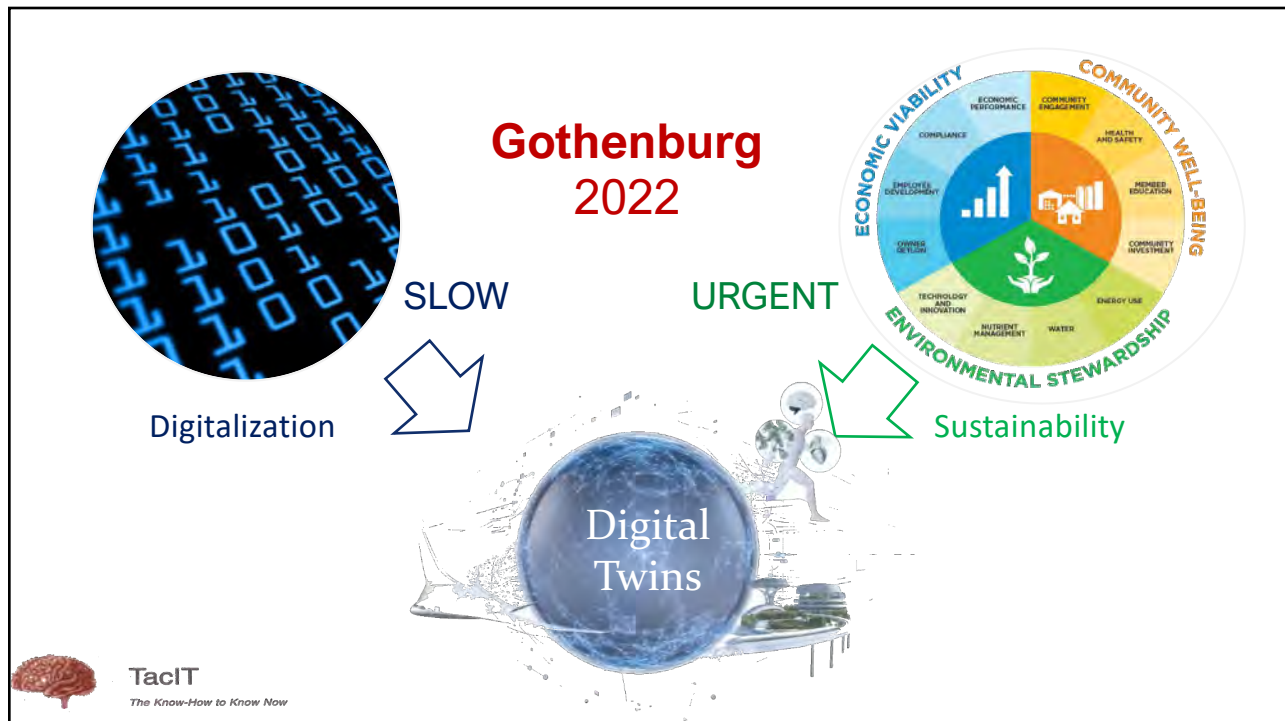 Gothenburg
2022
SLOW
URGENT
Digitalization
Sustainability
ECONOMIC VIABILITY
COMMUNITY WELL-BEING
ENVIRONMENTAL STEWARDSHIP
ECONOMIC
PERFORMANCE
COMPLIANCE
EMPLOYEE
DEVELOPMENT
OWNER
RETURN
COMMUNITY
ENGAGEMENT
HEALTH
AND SAFETY
MEMBER
EDUCATION
COMMUNITY
INVESTMENT
ENERGY USE
WATER
NUTRIENT
MANAGEMENT
TECHNOLOGY
AND
INNOVATION
Digital
Twins
TacIT
The Know-How to Know Now